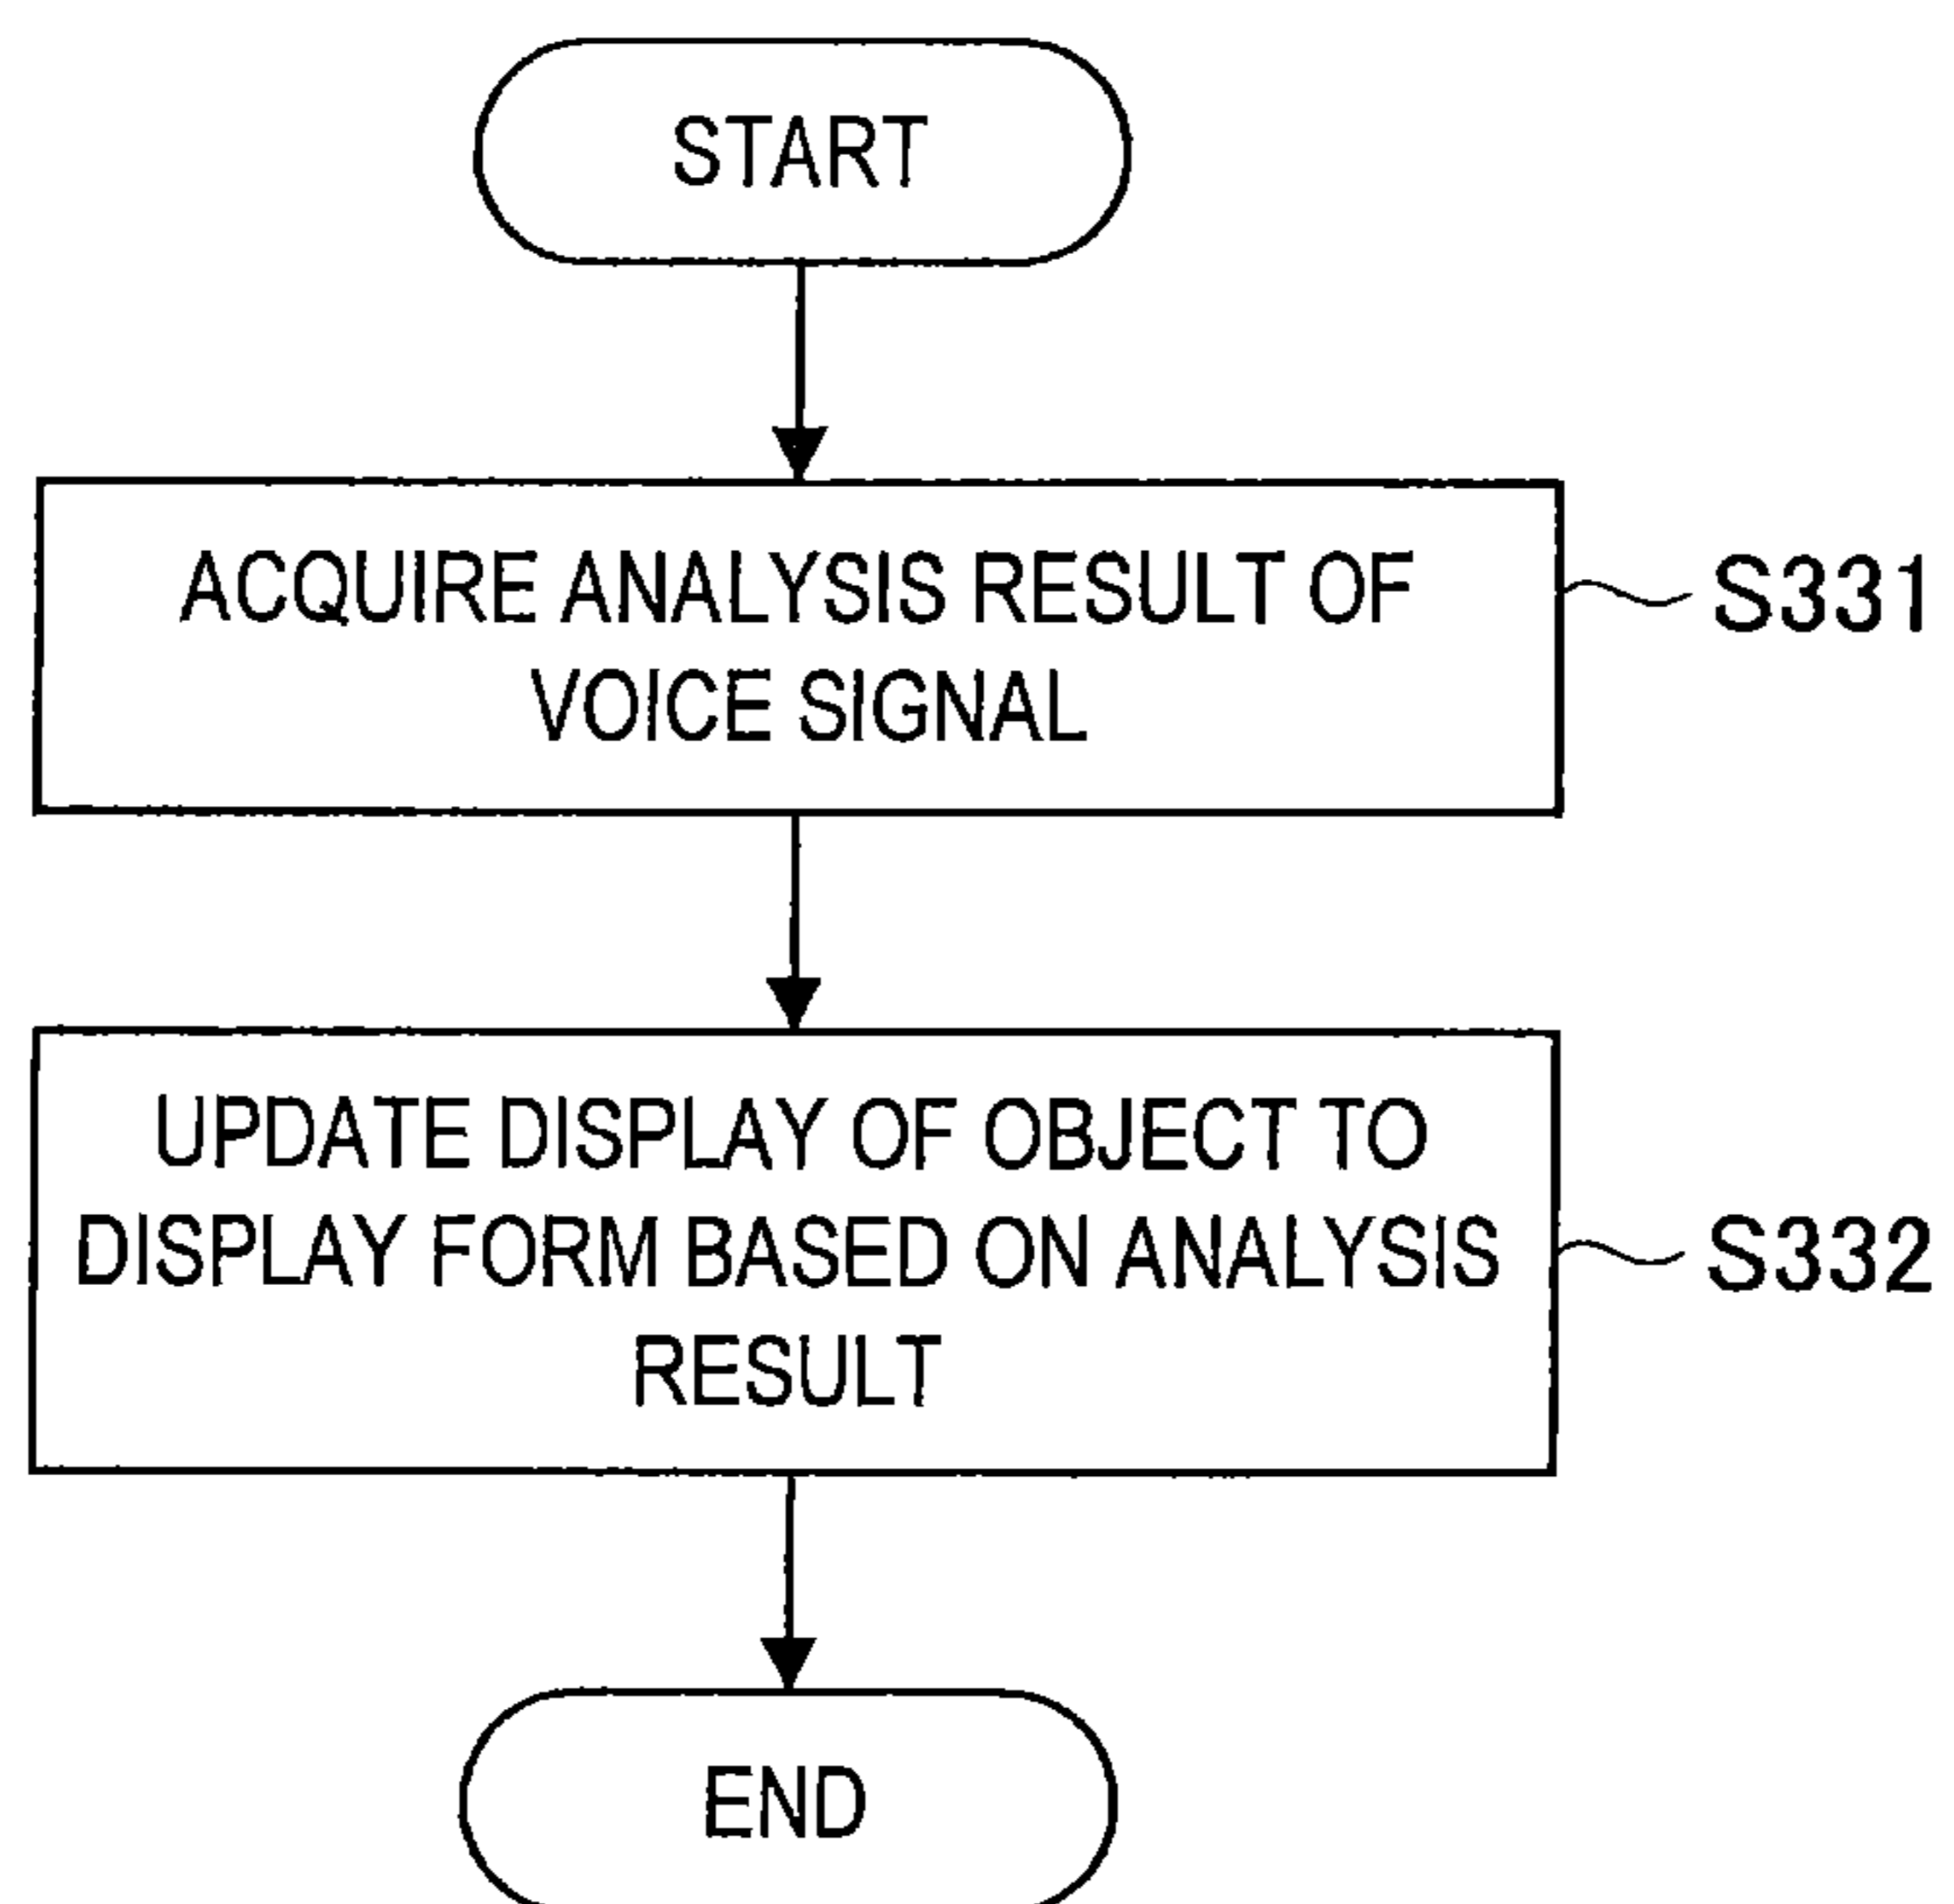 START
ACQUIRE ANALYSIS RESULT OF
VOICE SIGNAL
S331
UPDATE DISPLAY OF OBJECT TO
DISPLAY FORM BASED ON ANALYSIS
RESULT
S332
END